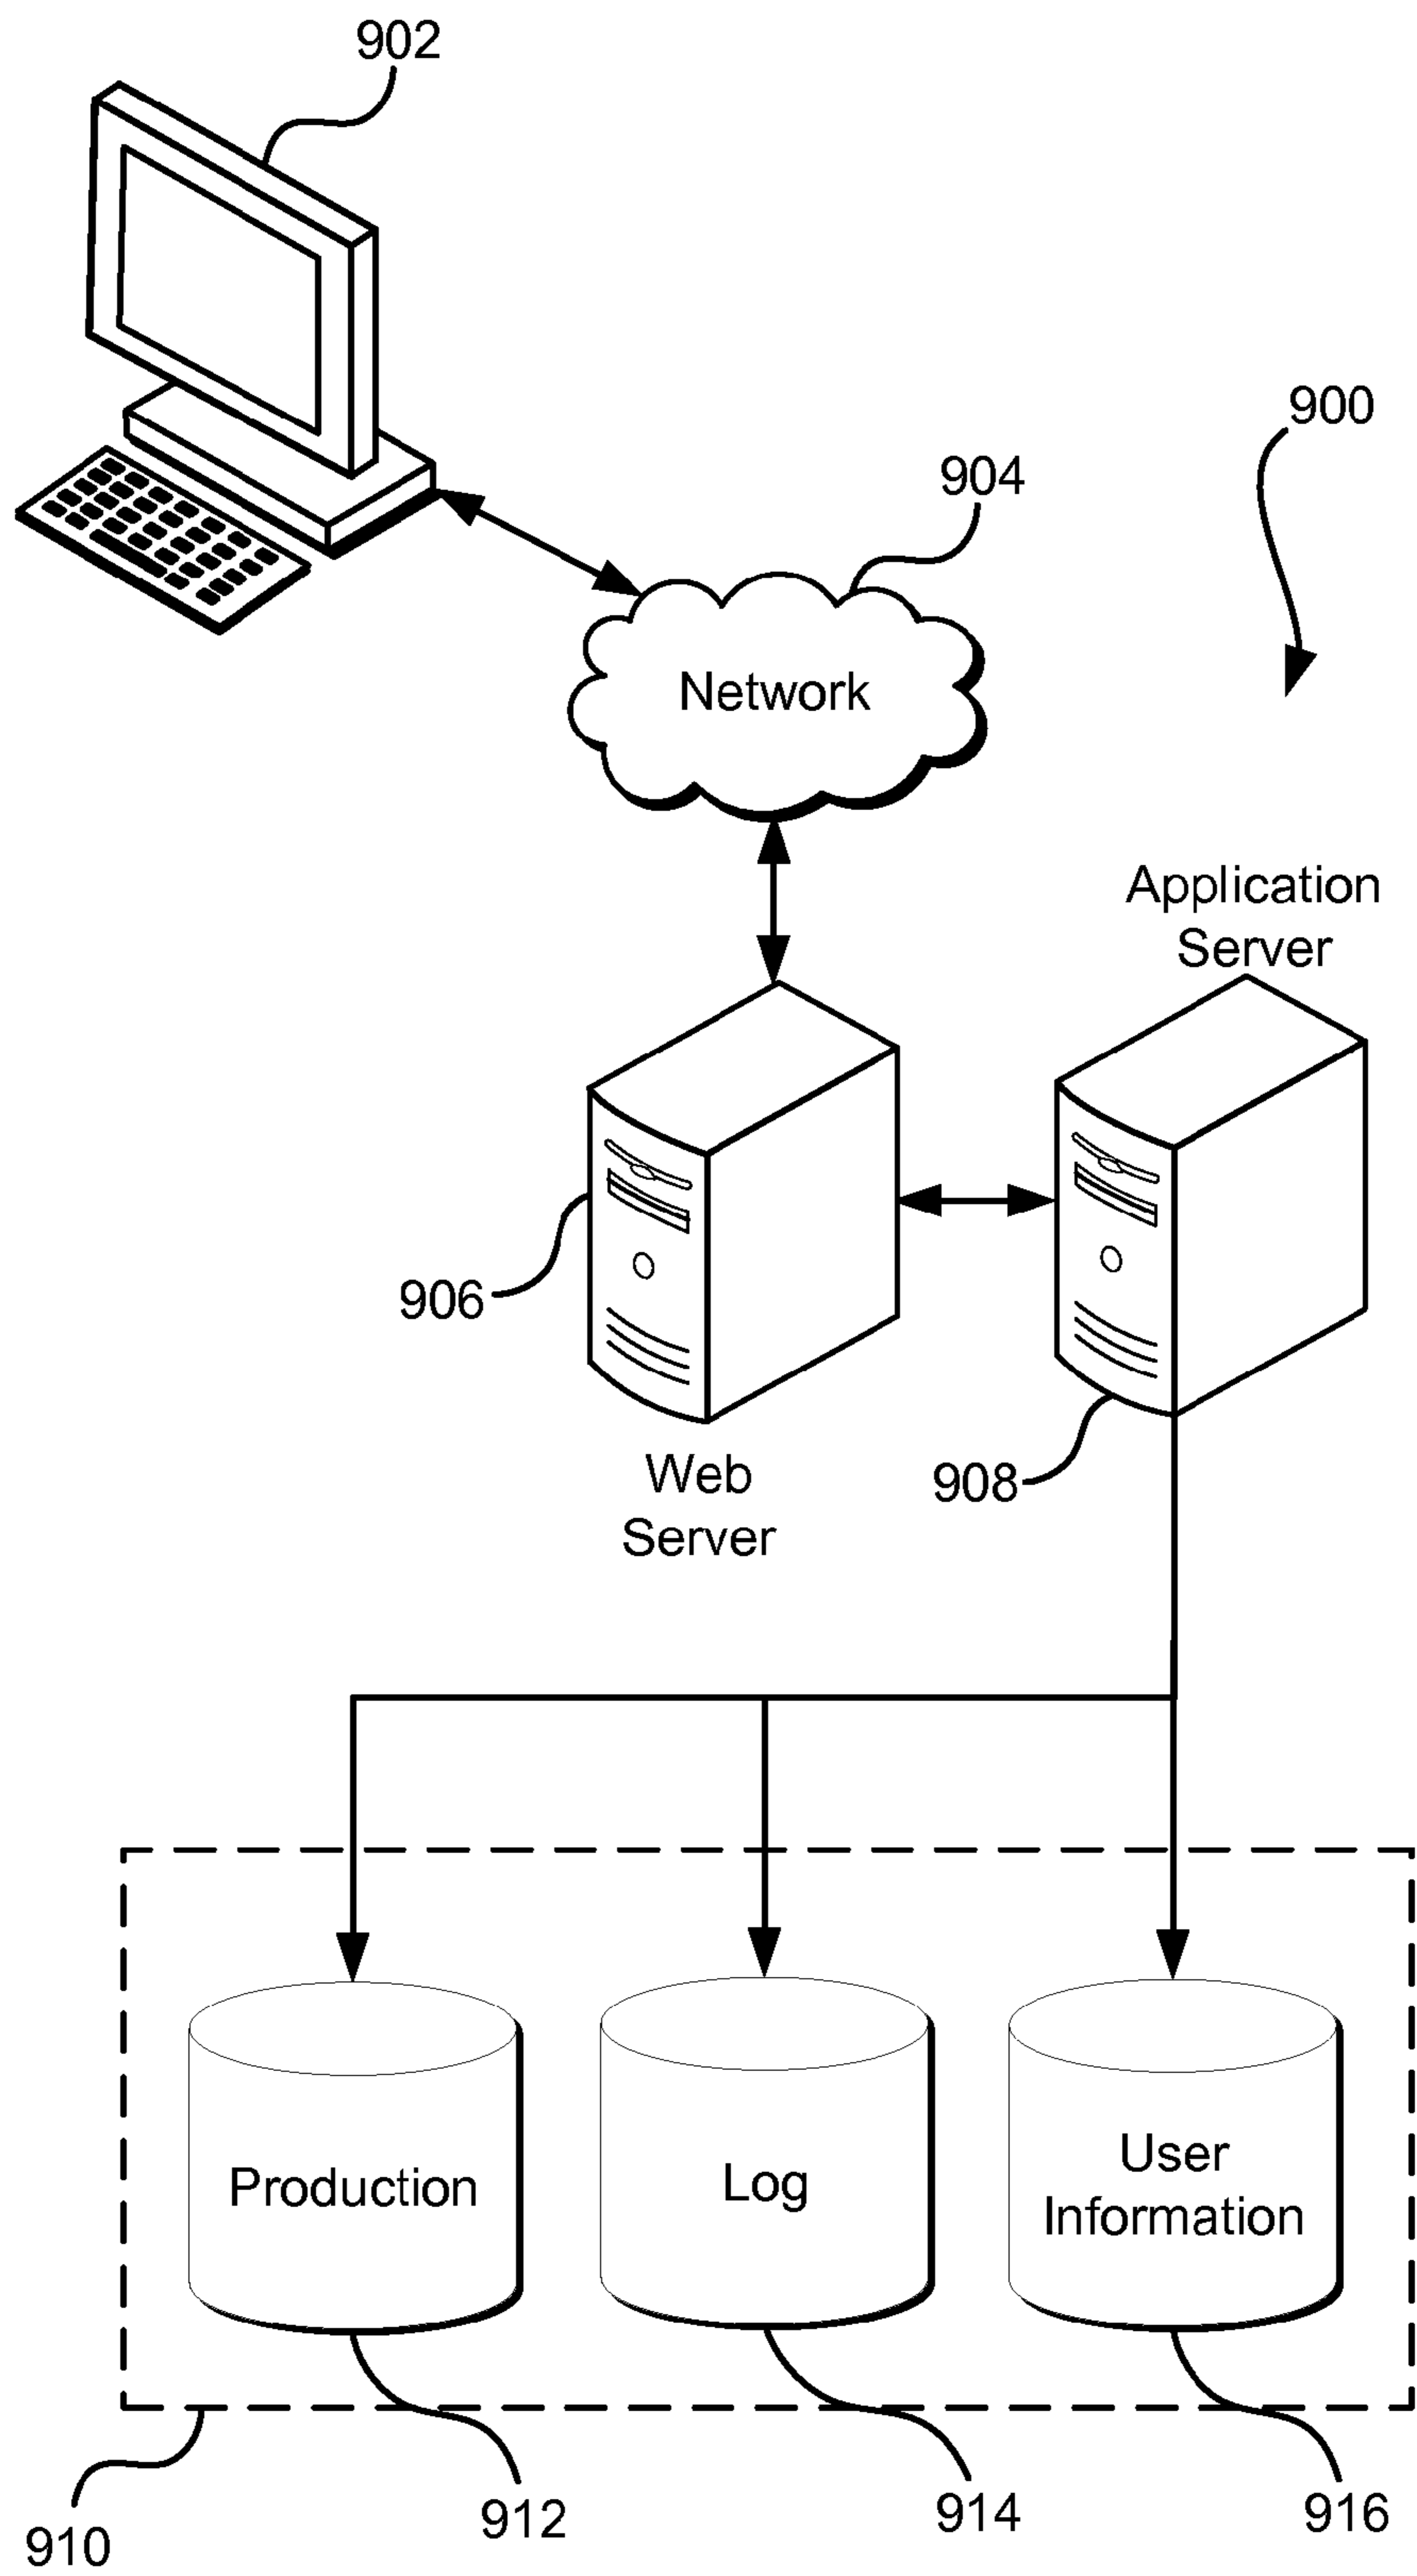 902
900
904
Network
Application
Server
906
908
Web
Server
Production
Log
User
Information
910
912
914
916